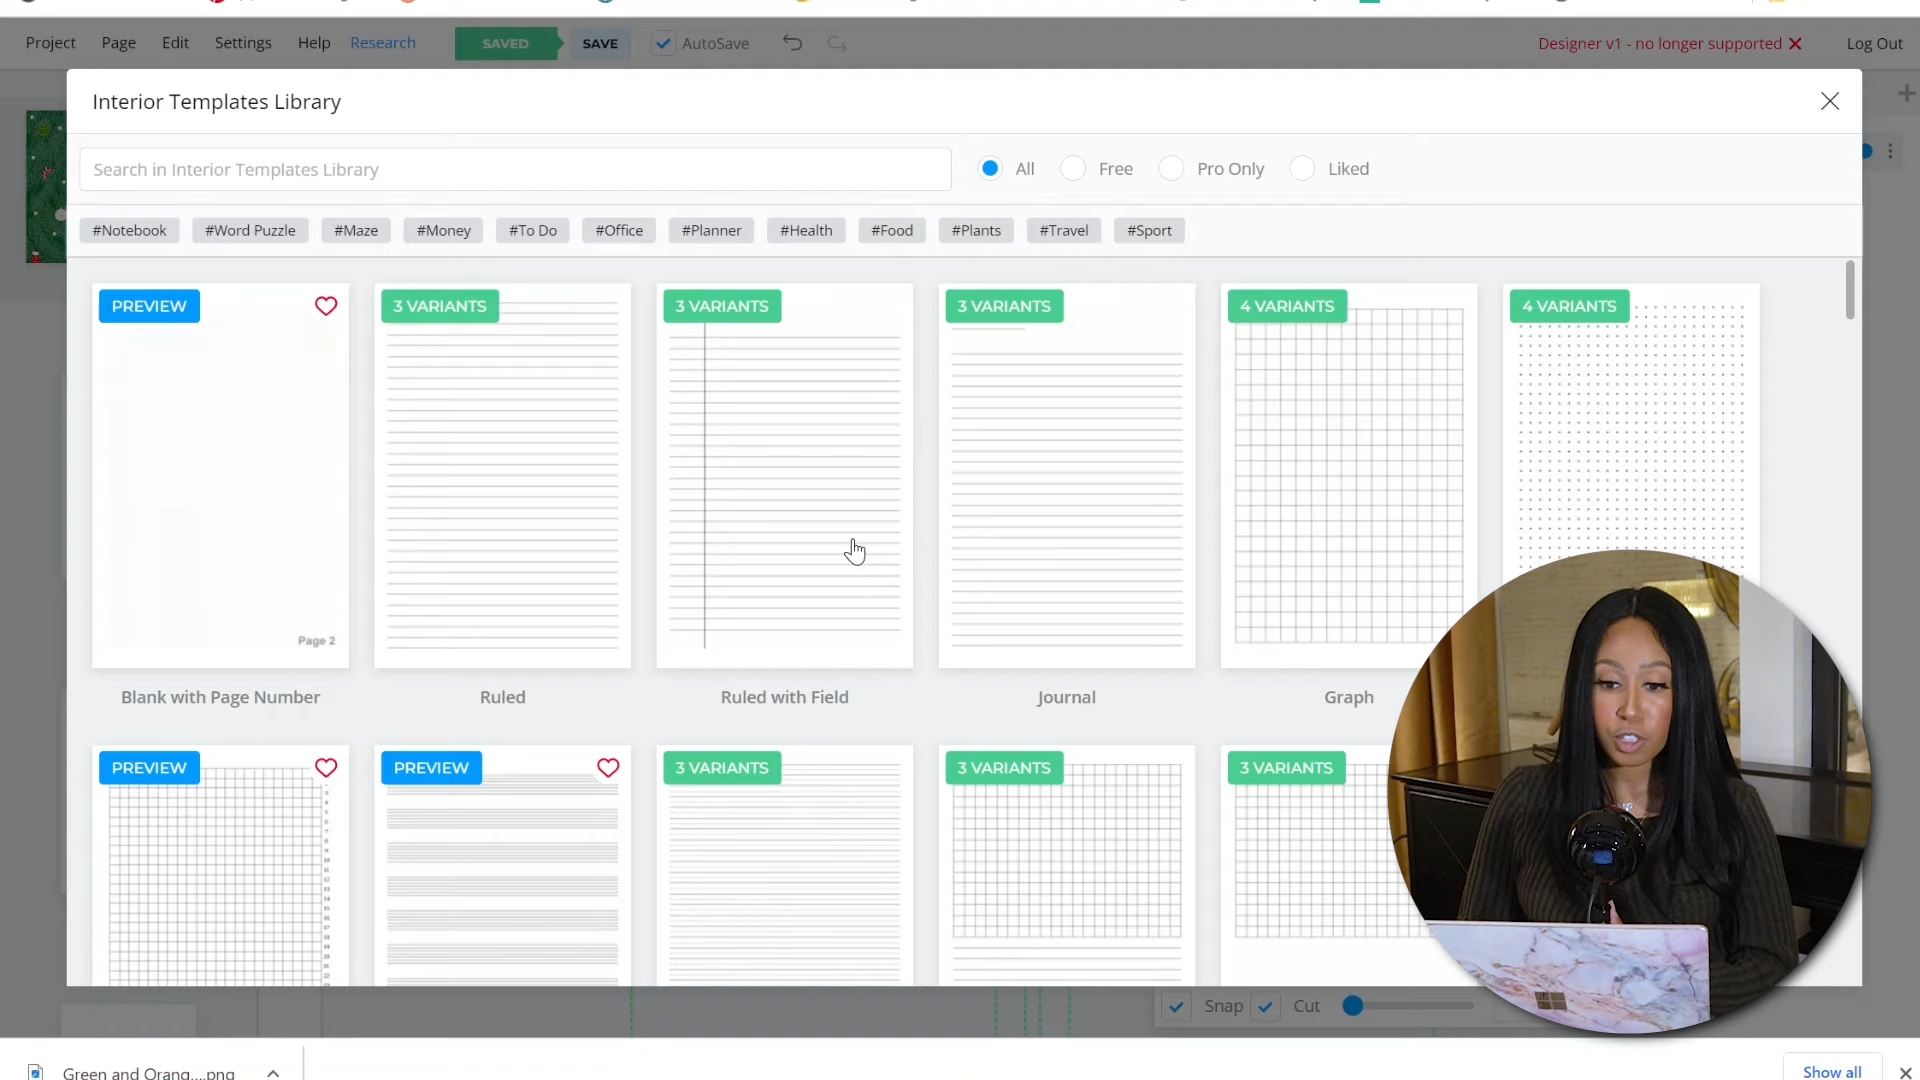 Project Page Edit Settings Help Research SAVED SAVE AutoSave Designer v1 - no longer supported Log Out
Interior Templates Library
Search in Interior Templates Library All Free Pro Only Liked
#Notebook #Word Puzzle #Maze #Money #To Do #Office #Planner #Health #Food #Plants #Travel #Sport
PREVIEW 3 VARIANTS 3 VARIANTS 3 VARIANTS 4 VARIANTS 4 VARIANTS
Page 2
Blank with Page Number Ruled Ruled with Field Journal Graph
PREVIEW PREVIEW 3 VARIANTS 3 VARIANTS 3 VARIANTS
Snap Cut
Green and Orang....png Show all